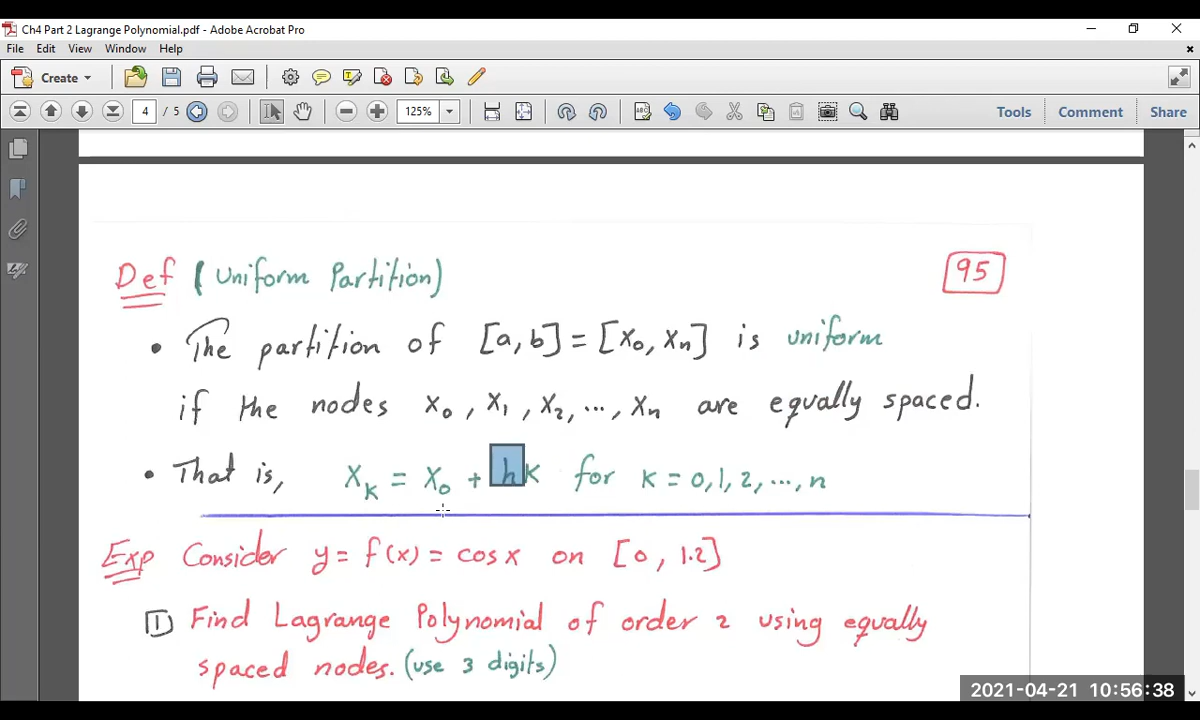 Ch4 Part 2 Lagrange Polynomial.pdf - Adobe Acrobat Pro
File Edit View Window Help
Create
4 / 5 125% Tools Comment Share
Def (Uniform Partition) 95
• The partition of [a, b] = [x₀, xₙ] is uniform
if the nodes x₀, x₁, x₂, ..., xₙ are equally spaced.
• That is, xₖ = x₀ + hk for k = 0, 1, 2, ..., n
Exp Consider y = f(x) = cos x on [0, 1.2]
1 Find Lagrange Polynomial of order 2 using equally
spaced nodes. (use 3 digits)
2021-04-21 10:56:38